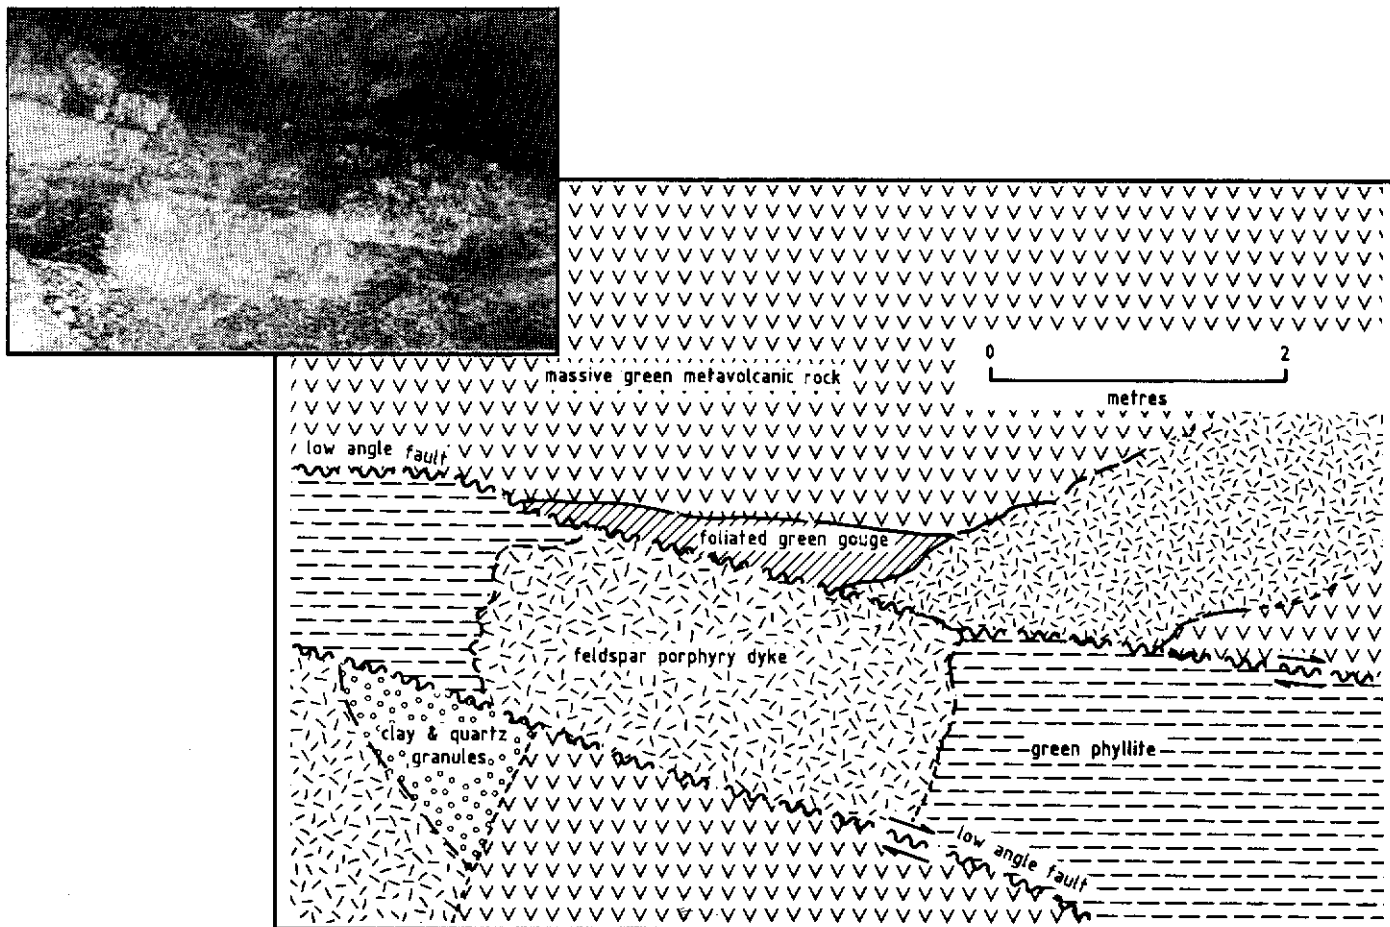 0 2
metres
massive green metavolcanic rock
low angle fault
foliated green gouge
feldspar porphyry dyke
clay & quartz
granules
green phyllite
low angle fault